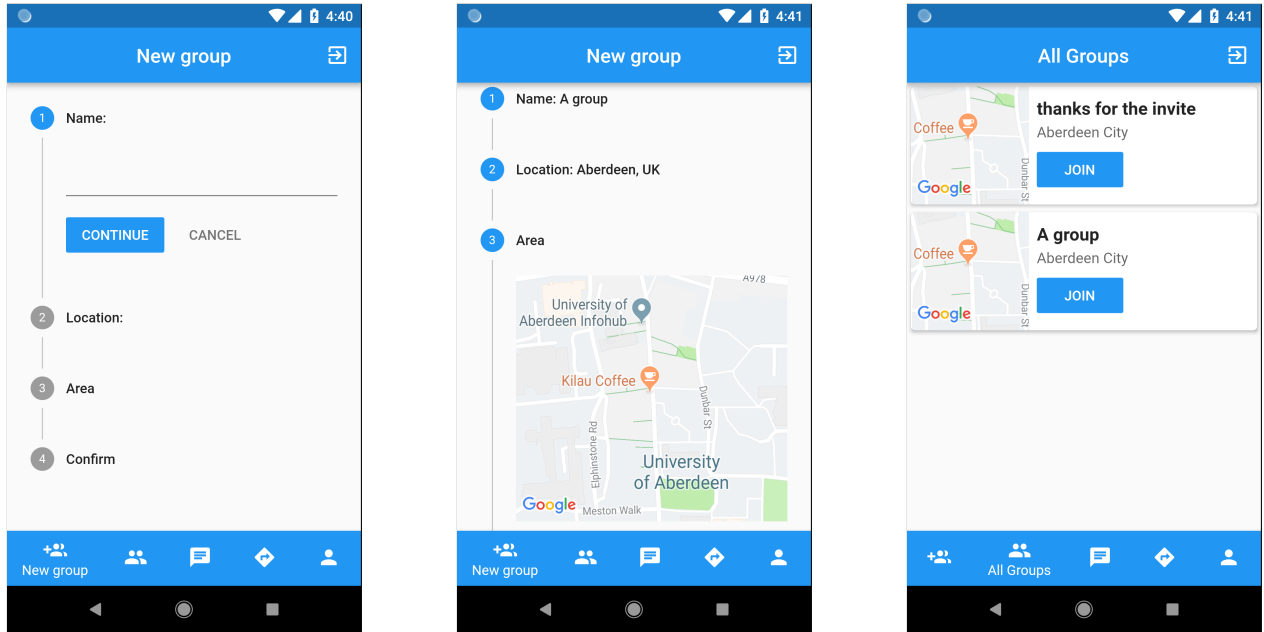 4:40
New group
1 Name:
CONTINUE CANCEL
2 Location:
3 Area
4 Confirm
New group
4:41
New group
1 Name: A group
2 Location: Aberdeen, UK
3 Area
A978
University of
Aberdeen Infohub
Kilau Coffee
Dunbar St
Elphinstone Rd
University
of Aberdeen
Google
Meston Walk
New group
4:41
All Groups
thanks for the invite
Coffee
Aberdeen City
JOIN
Dunbar St
Google
A group
Coffee
Aberdeen City
JOIN
Dunbar St
Google
All Groups